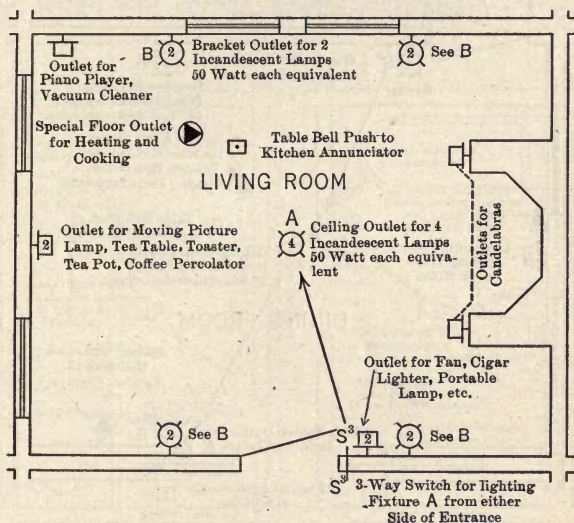 B 2 Bracket Outlet for 2
Incandescent Lamps
50 Watt each equivalent
2 See B
Outlet for
Piano Player,
Vacuum Cleaner
Special Floor Outlet
for Heating and
Cooking
Table Bell Push to
Kitchen Annunciator
LIVING ROOM
2 Outlet for Moving Picture
Lamp, Tea Table, Toaster,
Tea Pot, Coffee Percolator
A
4 Ceiling Outlet for 4
Incandescent Lamps
50 Watt each equiva-
lent
Outlets for
Candelabras
Outlet for Fan, Cigar
Lighter, Portable
Lamp, etc.
2 See B
S3 2
2 See B
S3 3-Way Switch for lighting
Fixture A from either
Side of Entrance